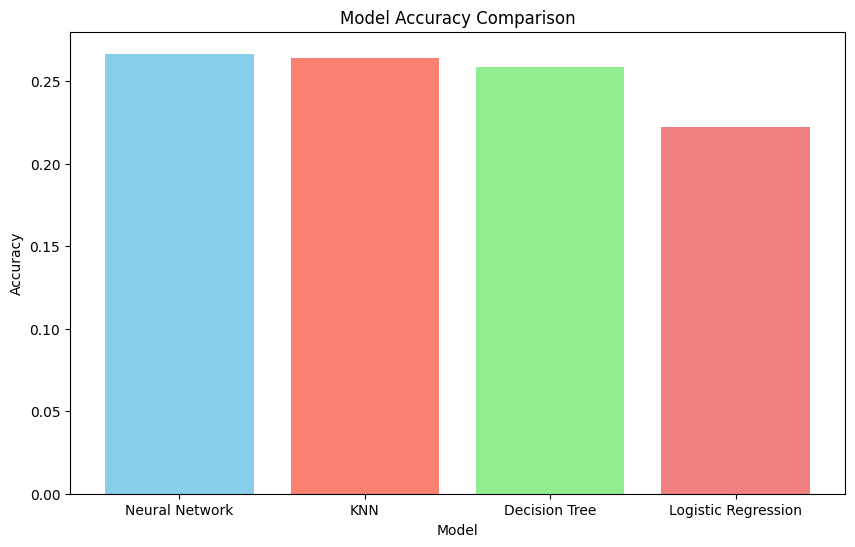 Model Accuracy Comparison
Accuracy
0.25
0.20
0.15
0.10
0.05
0.00
Neural Network
KNN
Decision Tree
Logistic Regression
Model